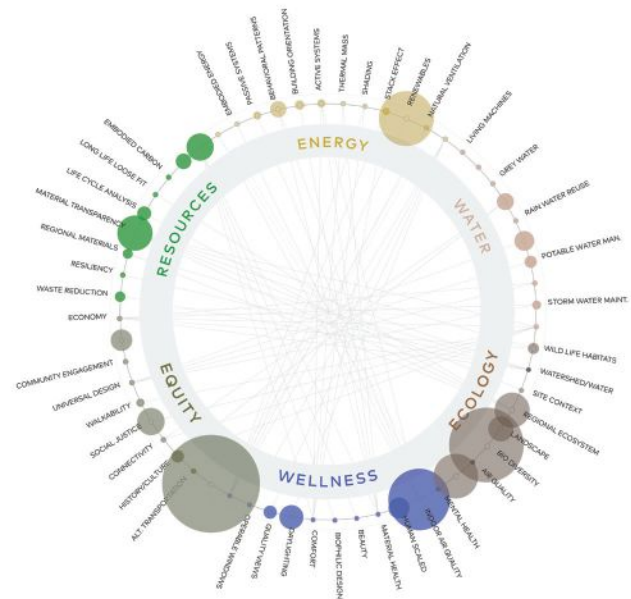 EMBODIED ENERGY
PASSIVE SYSTEMS
BEHAVIORAL PATTERNS
BUILDING ORIENTATION
ACTIVE SYSTEMS
THERMAL MASS
SHADING
STACK EFFECT
RENEWABLES
NATURAL VENTILATION
LIVING MACHINES
GREY WATER
RAIN WATER REUSE
POTABLE WATER MAN.
STORM WATER MAINT.
WILD LIFE HABITATS
WATERSHED/WATER
SITE CONTEXT
REGIONAL ECOSYSTEM
LANDSCAPE
BIO DIVERSITY
AIR QUALITY
MENTAL HEALTH
INDOOR AIR QUALITY
HUMAN SCALED
MATERIAL HEALTH
BEAUTY
BIOPHILIC DESIGN
COMFORT
DAYLIGHTING
QUALITY VIEWS
OPERABLE WINDOWS
ALT. TRANSPORTATION
HISTORY/CULTURE
CONNECTIVITY
SOCIAL JUSTICE
WALKABILITY
UNIVERSAL DESIGN
COMMUNITY ENGAGEMENT
ECONOMY
WASTE REDUCTION
RESILIENCY
REGIONAL MATERIALS
MATERIAL TRANSPARENCY
LIFE CYCLE ANALYSIS
LONG LIFE LOOSE FIT
EMBODIED CARBON
ENERGY
WATER
ECOLOGY
WELLNESS
EQUITY
RESOURCES